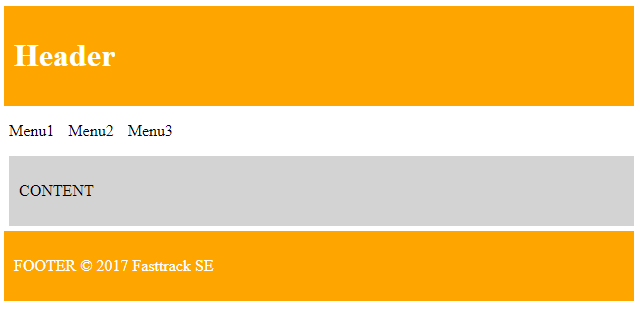 Header
Menu1 Menu2 Menu3
CONTENT
FOOTER © 2017 Fasttrack SE